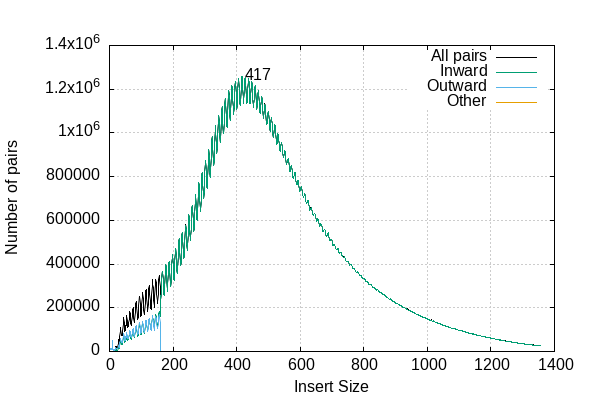 1.4x10⁶
1.2x10⁶
1x10⁶
800000
600000
400000
200000
0
Number of pairs
417
All pairs
Inward
Outward
Other
0 200 400 600 800 1000 1200 1400
Insert Size